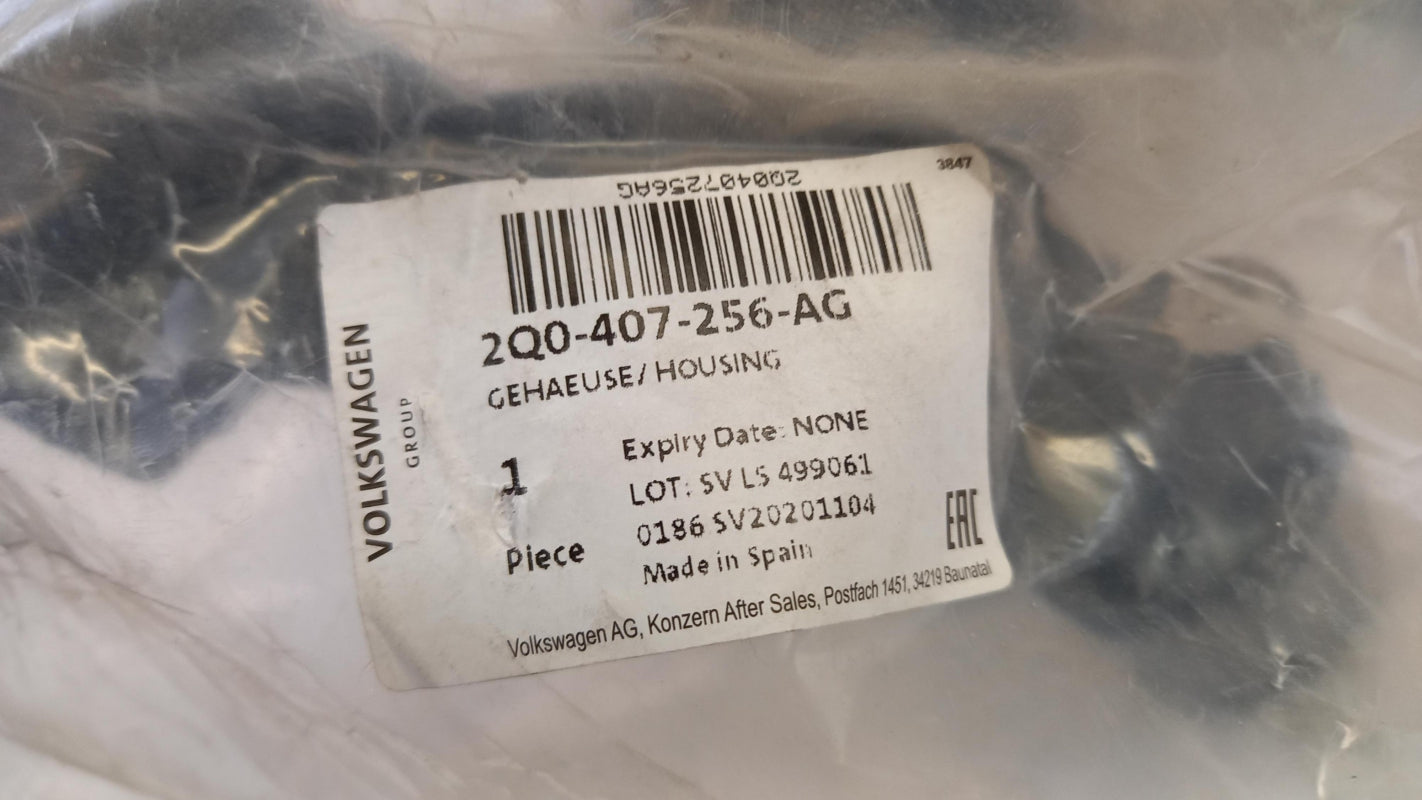 3847
2Q0407256AG
2Q0-407-256-AG
GEHAEUSE/ HOUSING
VOLKSWAGEN
GROUP
1
Piece
Expiry Date: NONE
LOT: SV LS 499061
0186 SV20201104
Made in Spain
EAC
Volkswagen AG, Konzern After Sales, Postfach 1451, 34219 Baunatal